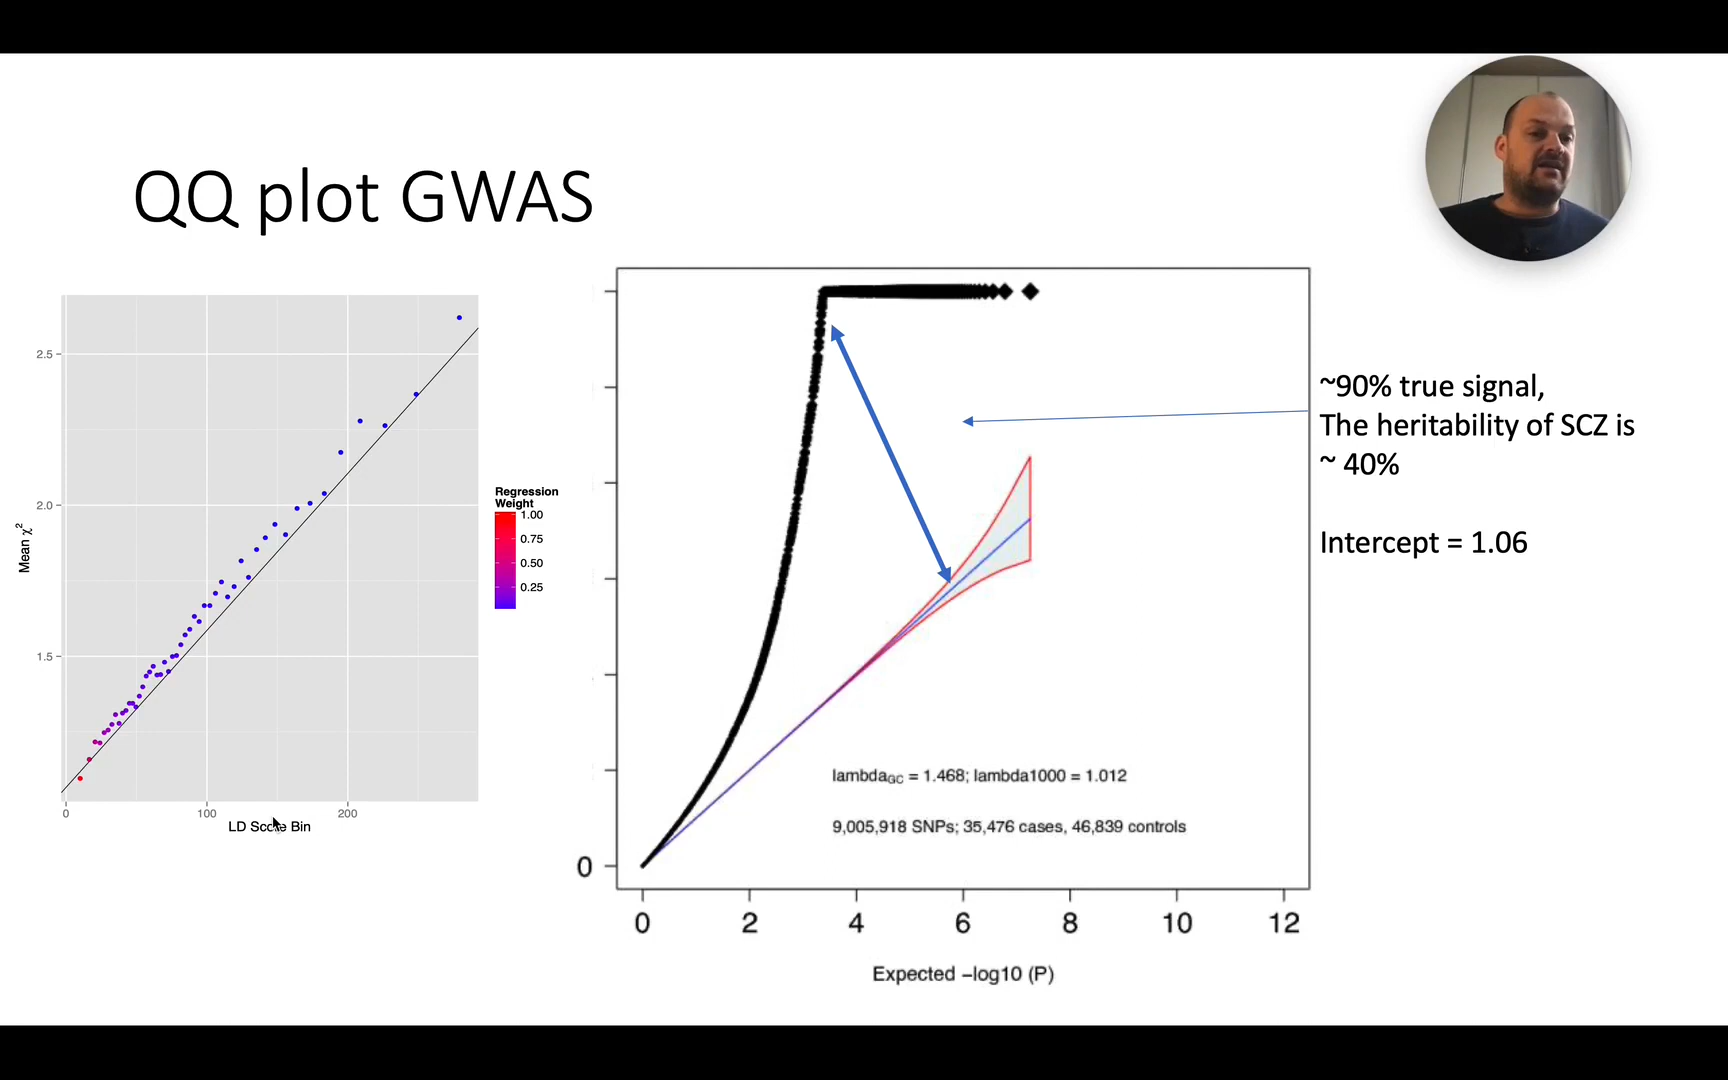 QQ plot GWAS
2.5
2.0
1.5
Mean χ²
0
100
200
LD Score Bin
Regression
Weight
1.00
0.75
0.50
0.25
0
lambdaGC = 1.468; lambda1000 = 1.012
9,005,918 SNPs; 35,476 cases, 46,839 controls
0
2
4
6
8
10
12
Expected −log10 (P)
~90% true signal,
The heritability of SCZ is
~ 40%
Intercept = 1.06